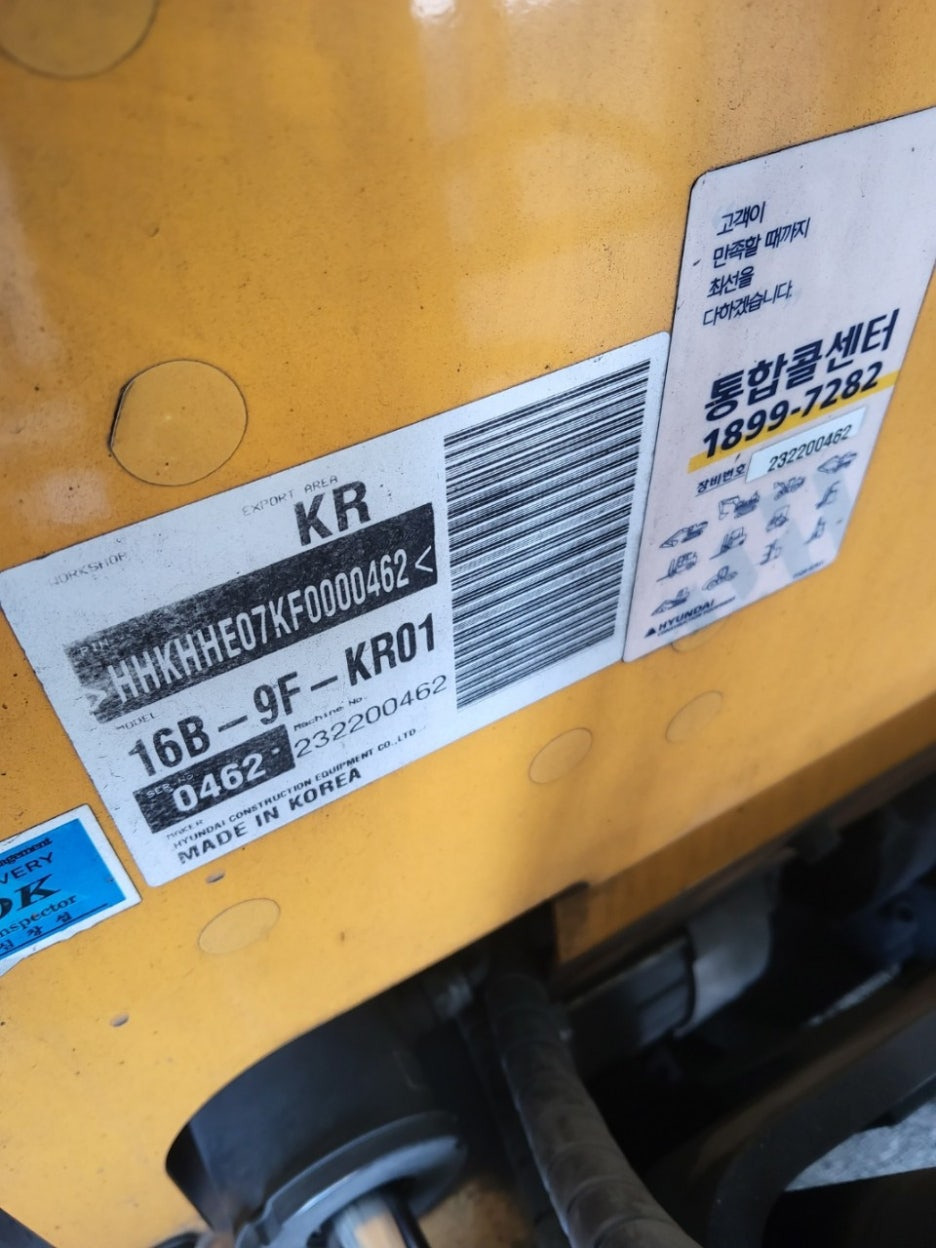 고객이
만족할 때까지
최선을
다하겠습니다.
통합콜센터
1899-7282
장비번호 232200462
HYUNDAI
WORKSHOP
EXPORT AREA
KR
>HHKHHE07KF0000462<
MODEL
16B-9F-KR01
Machine No.
0462 232200462
MAKER
HYUNDAI CONSTRUCTION EQUIPMENT CO.,LTD.
MADE IN KOREA
VERY
OK
nspector